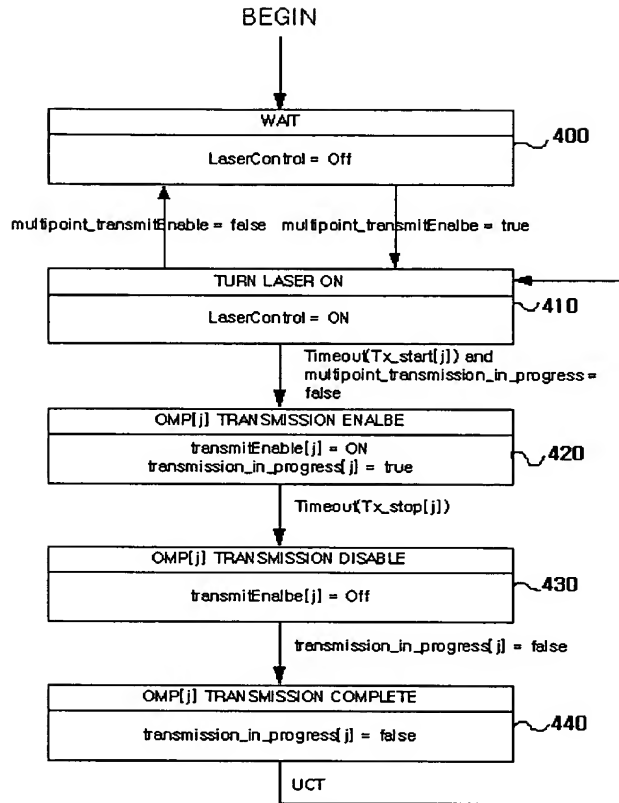 BEGIN
WAIT
400
LaserControl = Off
multipoint_transmitEnable = false multipoint_transmitEnalbe = true
TURN LASER ON
410
LaserControl = ON
Timeout(Tx_start[j]) and
multipoint_transmission_in_progress =
false
OMP[j] TRANSMISSION ENALBE
transmitEnable[j] = ON
420
transmission_in_progress[j] = true
Timeout(Tx_stop[j])
OMP[j] TRANSMISSION DISABLE
430
transmitEnalbe[j] = Off
transmission_in_progress[j] = false
OMP[j] TRANSMISSION COMPLETE
440
transmission_in_progress[j] = false
UCT